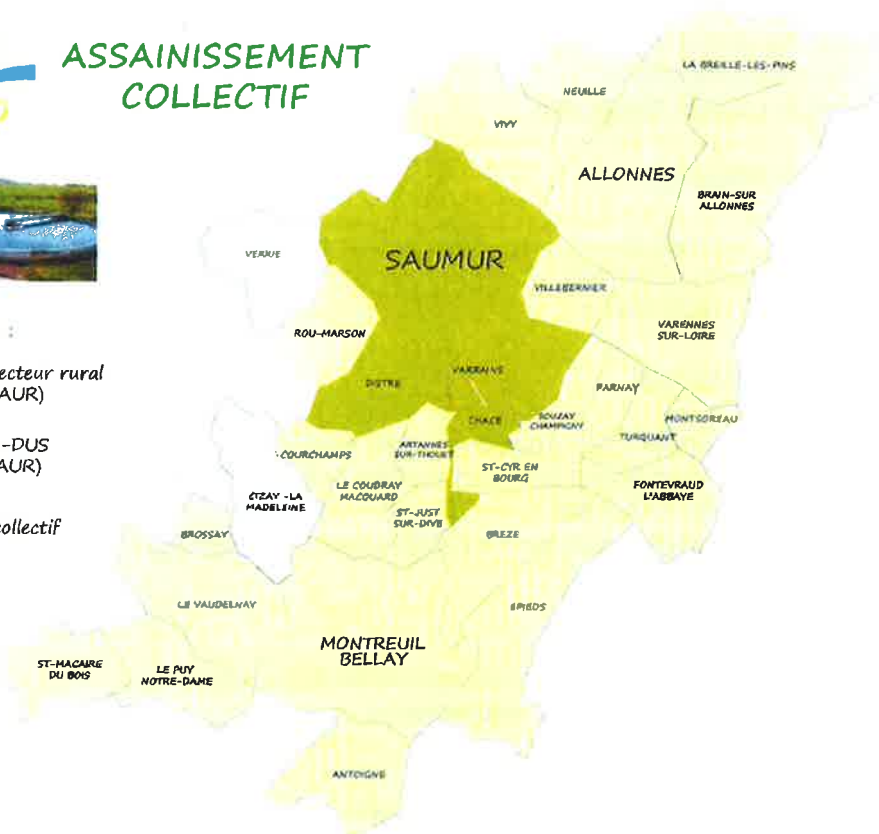 ASSAINISSEMENT
COLLECTIF
LA BREILLE-LES-PINS
NEUILLE
VIVY
ALLONNES
BRAIN-SUR
ALLONNES
VERRIE
SAUMUR
VILLEBERNIER
:
ROU-MARSON
VARENNES
SUR-LOIRE
ecteur rural
AUR)
DISTRE
VARRAINS
PARNAY
CHACE
SOUZAY
CHAMPIGNY
MONTSOREAU
TURQUANT
-DUS
AUR)
COURCHAMPS
ARTANNES
SUR-THOUET
ST-CYR EN
BOURG
LE COUDRAY
MACOUARD
FONTEVRAUD
L'ABBAYE
CIZAY -LA
MADELEINE
ST-JUST
SUR-DIVE
ollectif
BROSSAY
BREZE
LE VAUDELNAY
EPIEDS
MONTREUIL
BELLAY
ST-MACAIRE
DU BOIS
LE PUY
NOTRE-DAME
ANTOIGNE